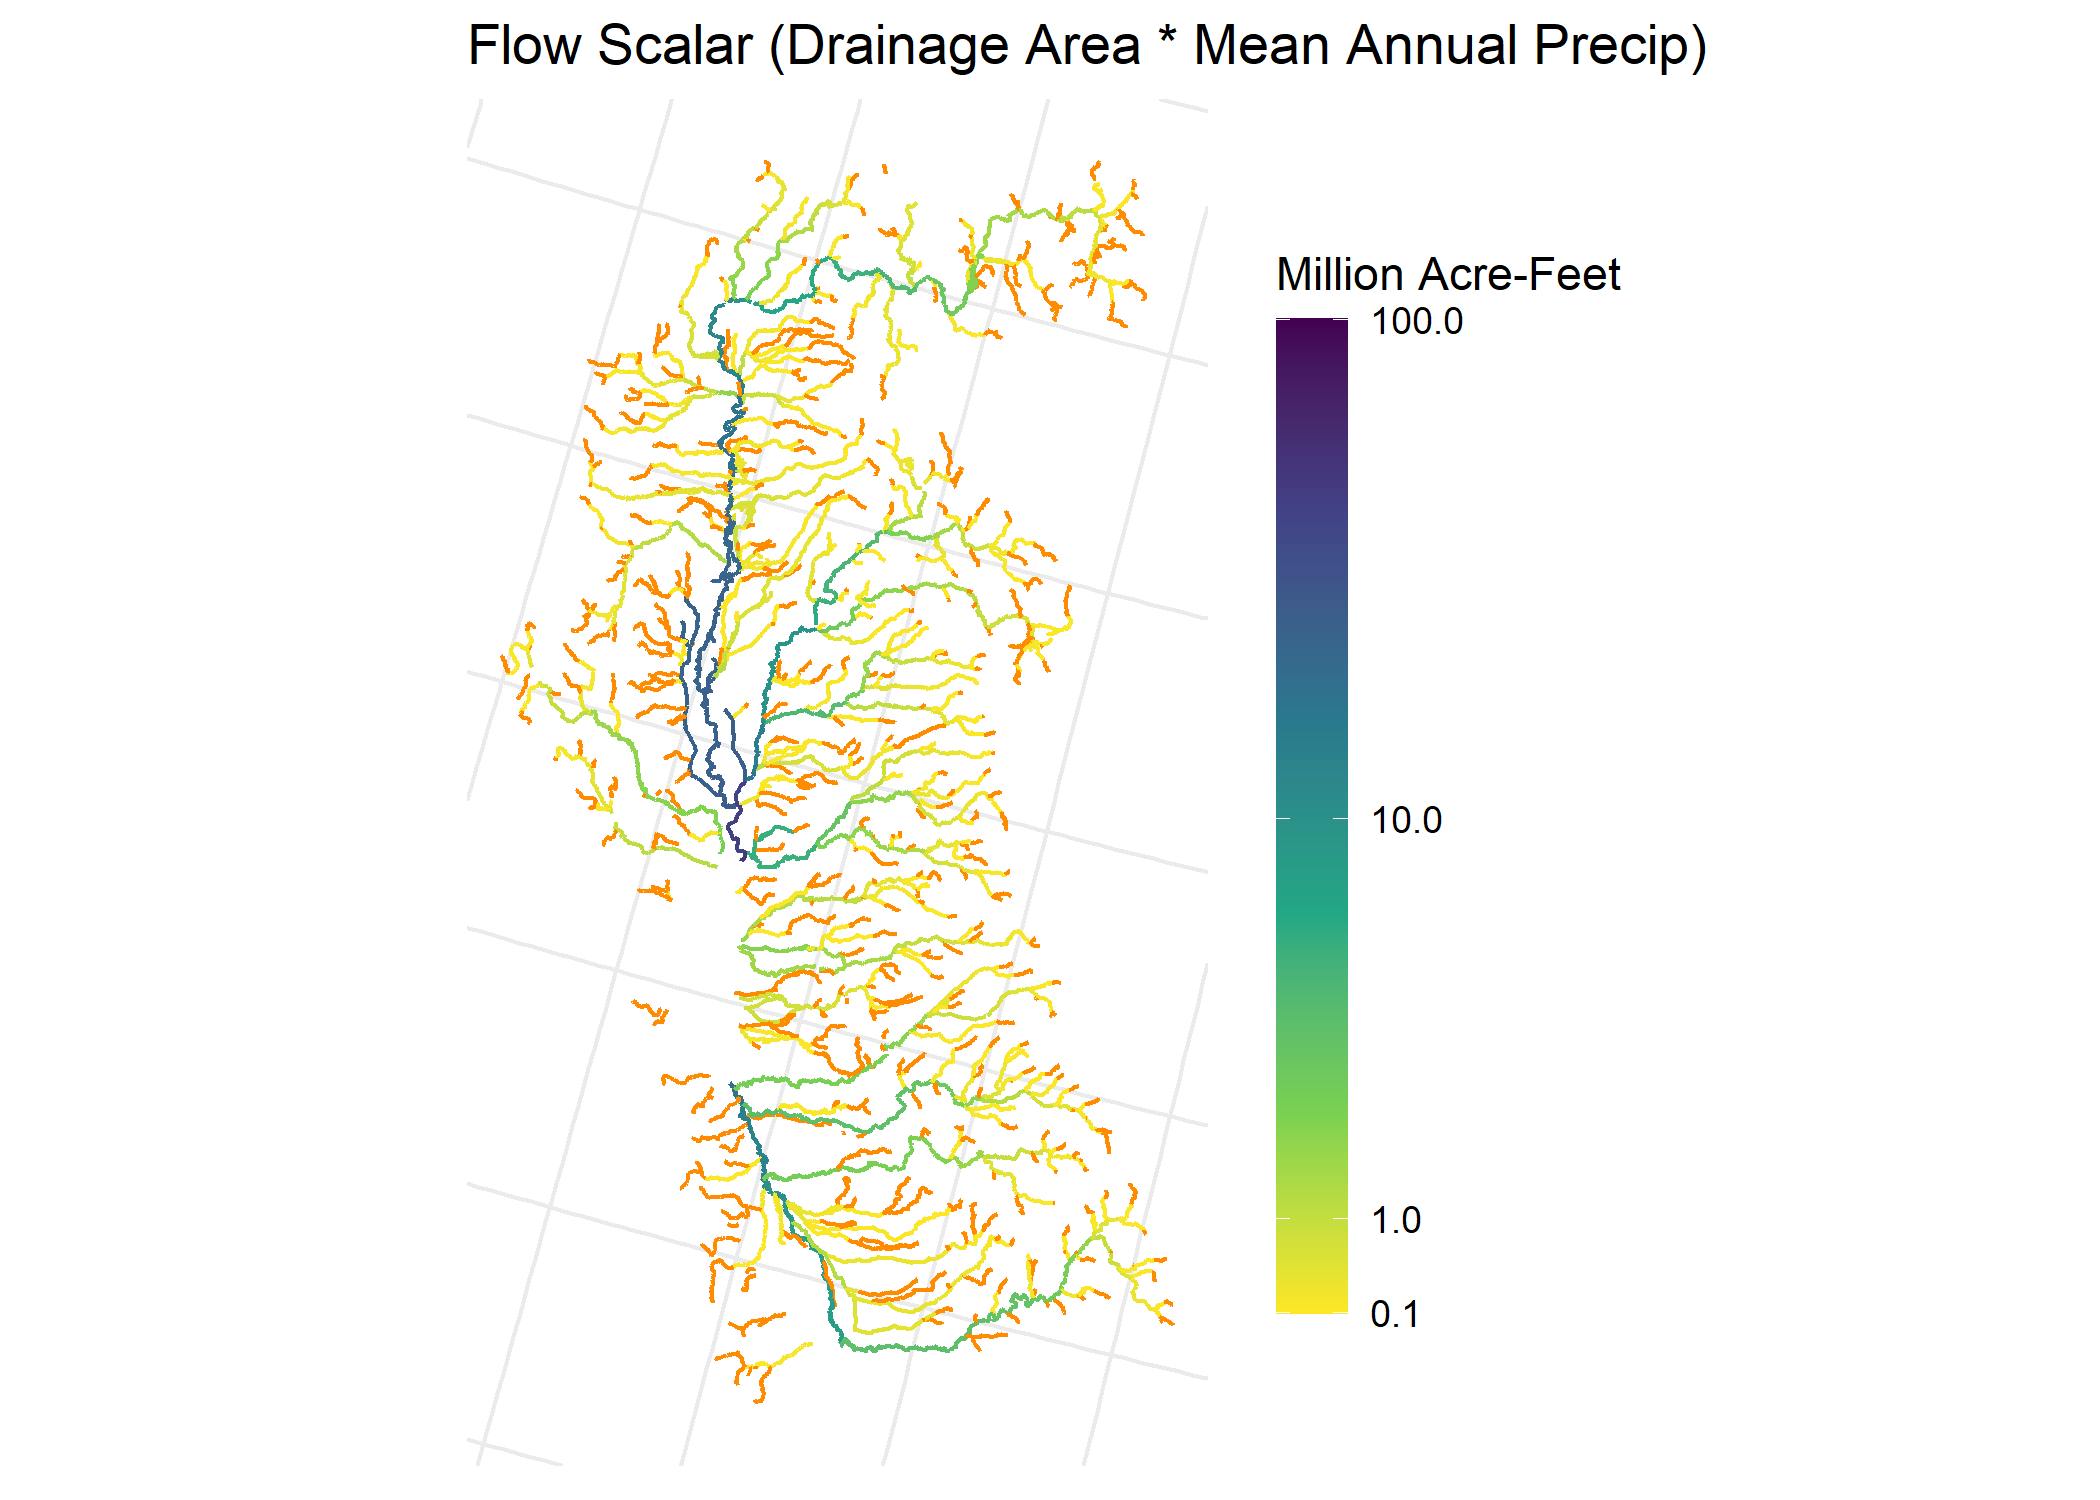 Flow Scalar (Drainage Area * Mean Annual Precip)
Million Acre-Feet
100.0
10.0
1.0
0.1